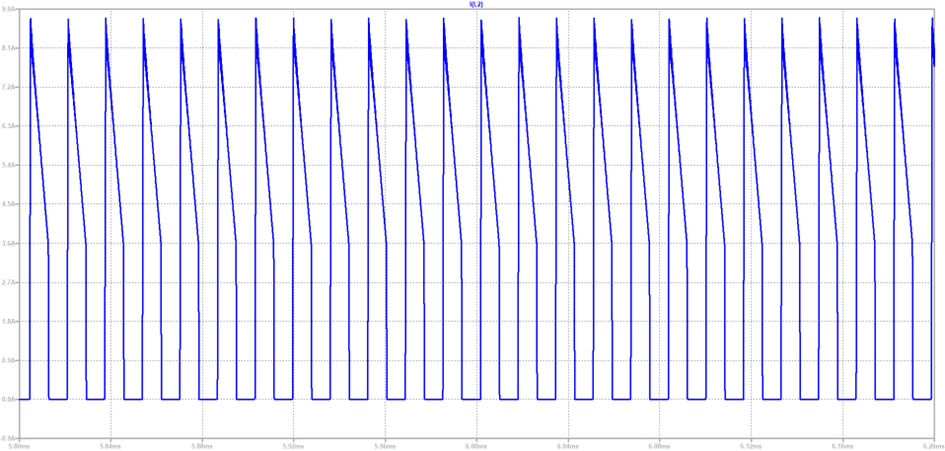 I(L2)
9.0A
8.1A
7.2A
6.3A
5.4A
4.5A
3.6A
2.7A
1.8A
0.9A
0.0A
-0.9A
5.80ms 5.84ms 5.88ms 5.92ms 5.96ms 6.00ms 6.04ms 6.08ms 6.12ms 6.16ms 6.20ms